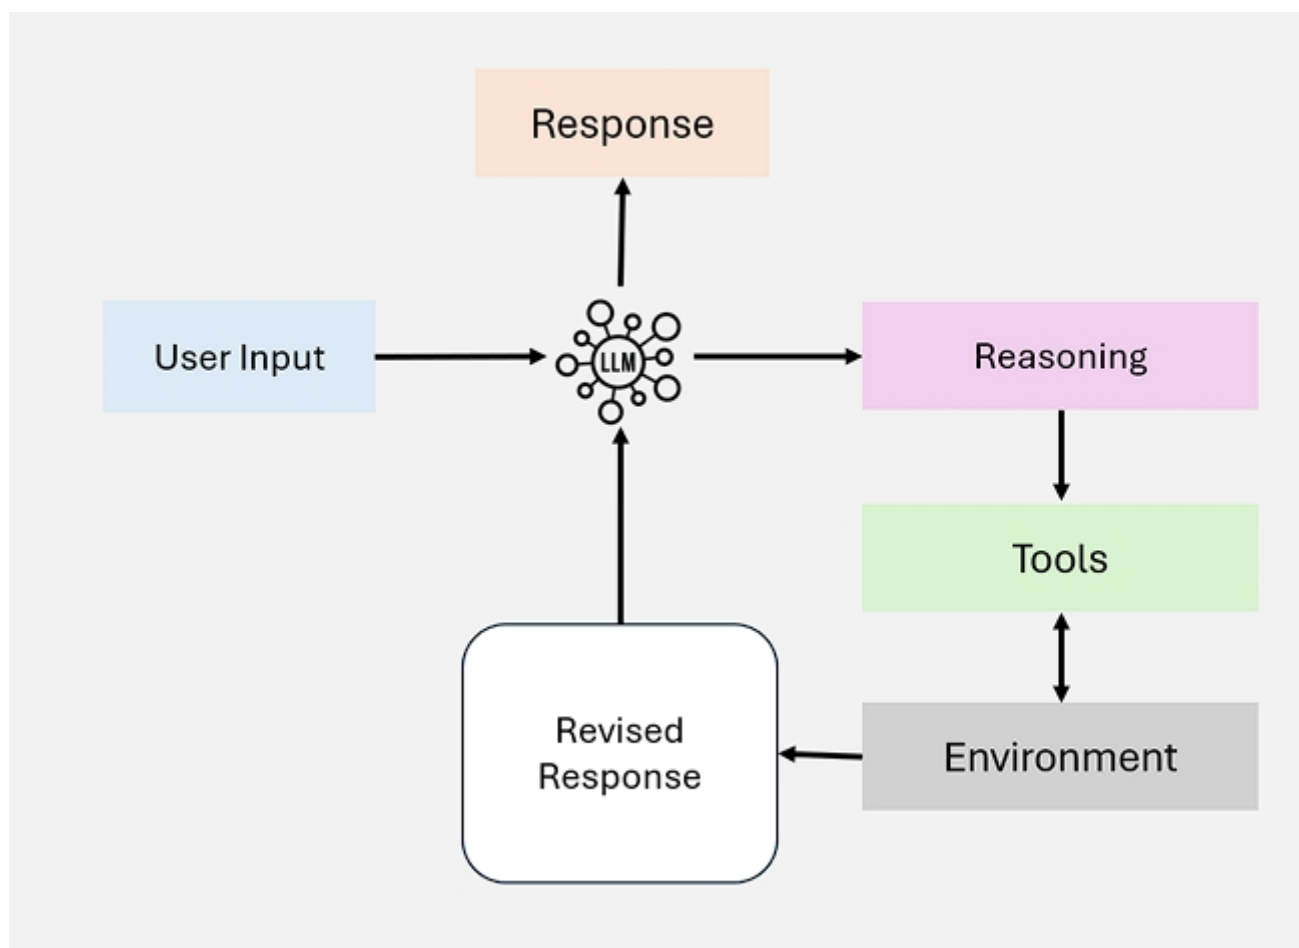 Response
User Input
LLM
Reasoning
Tools
Revised
Response
Environment